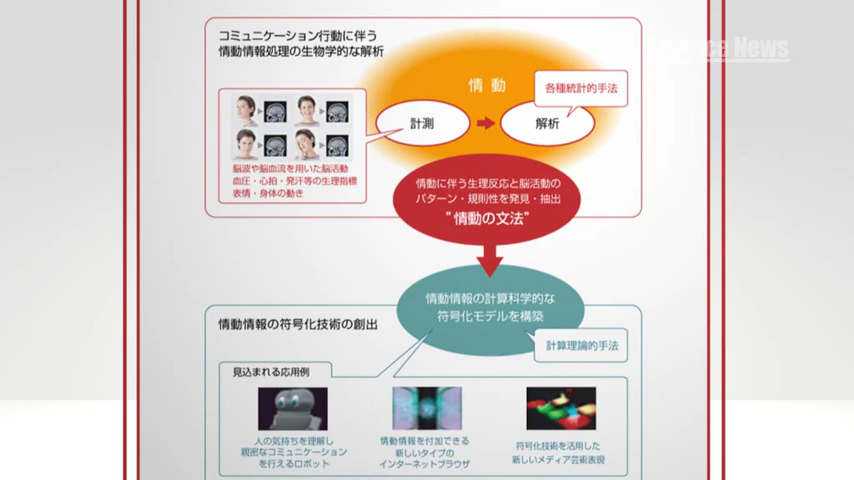 コミュニケーション行動に伴う
情動情報処理の生物学的な解析
News
情 動
各種統計的手法
計測
解析
脳波や脳血流を用いた脳活動
血圧・心拍・発汗等の生理指標
表情・身体の動き
情動に伴う生理反応と脳活動の
パターン・規則性を発見・抽出
"情動の文法"
情動情報の計算科学的な
符号化モデルを構築
情動情報の符号化技術の創出
計算理論的手法
見込まれる応用例
人の気持ちを理解し
親密なコミュニケーション
を行えるロボット
情動情報を付加できる
新しいタイプの
インターネットブラウザ
符号化技術を活用した
新しいメディア芸術表現